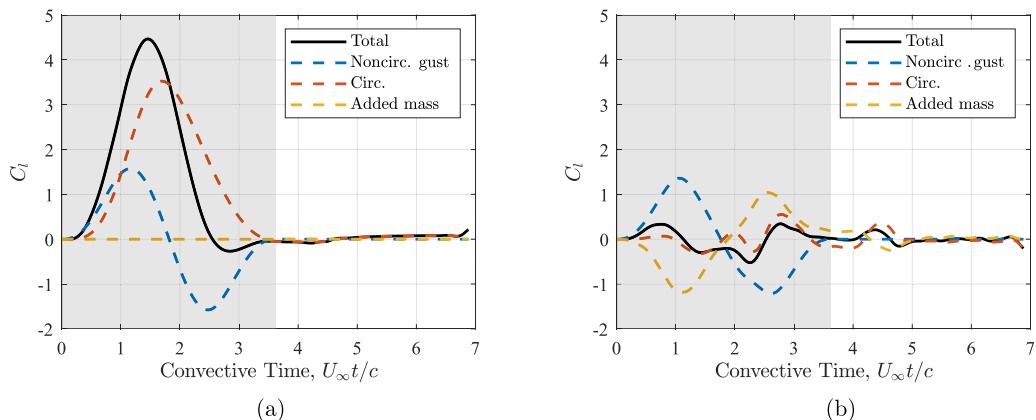 5
4
3
2
1
0
-1
-2
0 1 2 3 4 5 6 7
C_l
Convective Time, U_∞t/c
Total
Noncirc. gust
Circ.
Added mass
(a)
5
4
3
2
1
0
-1
-2
0 1 2 3 4 5 6 7
C_l
Convective Time, U_∞t/c
Total
Noncirc .gust
Circ.
Added mass
(b)